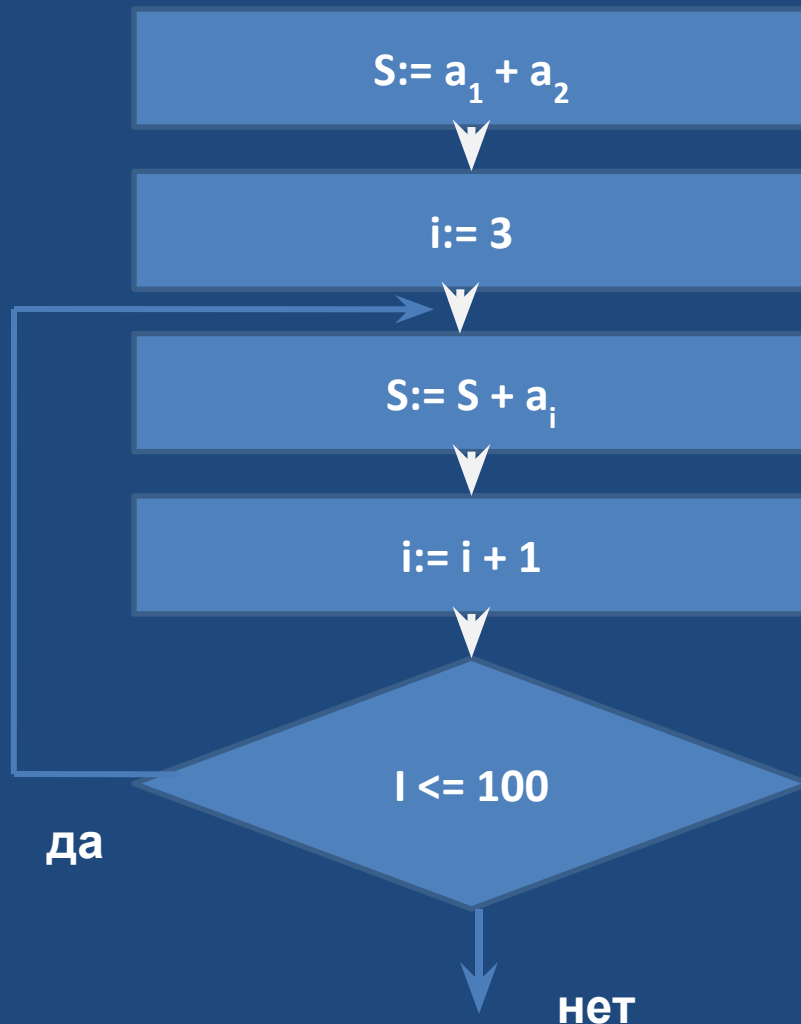 S:= a₁ + a₂
i:= 3
S:= S + aᵢ
i:= i + 1
I <= 100
да
нет